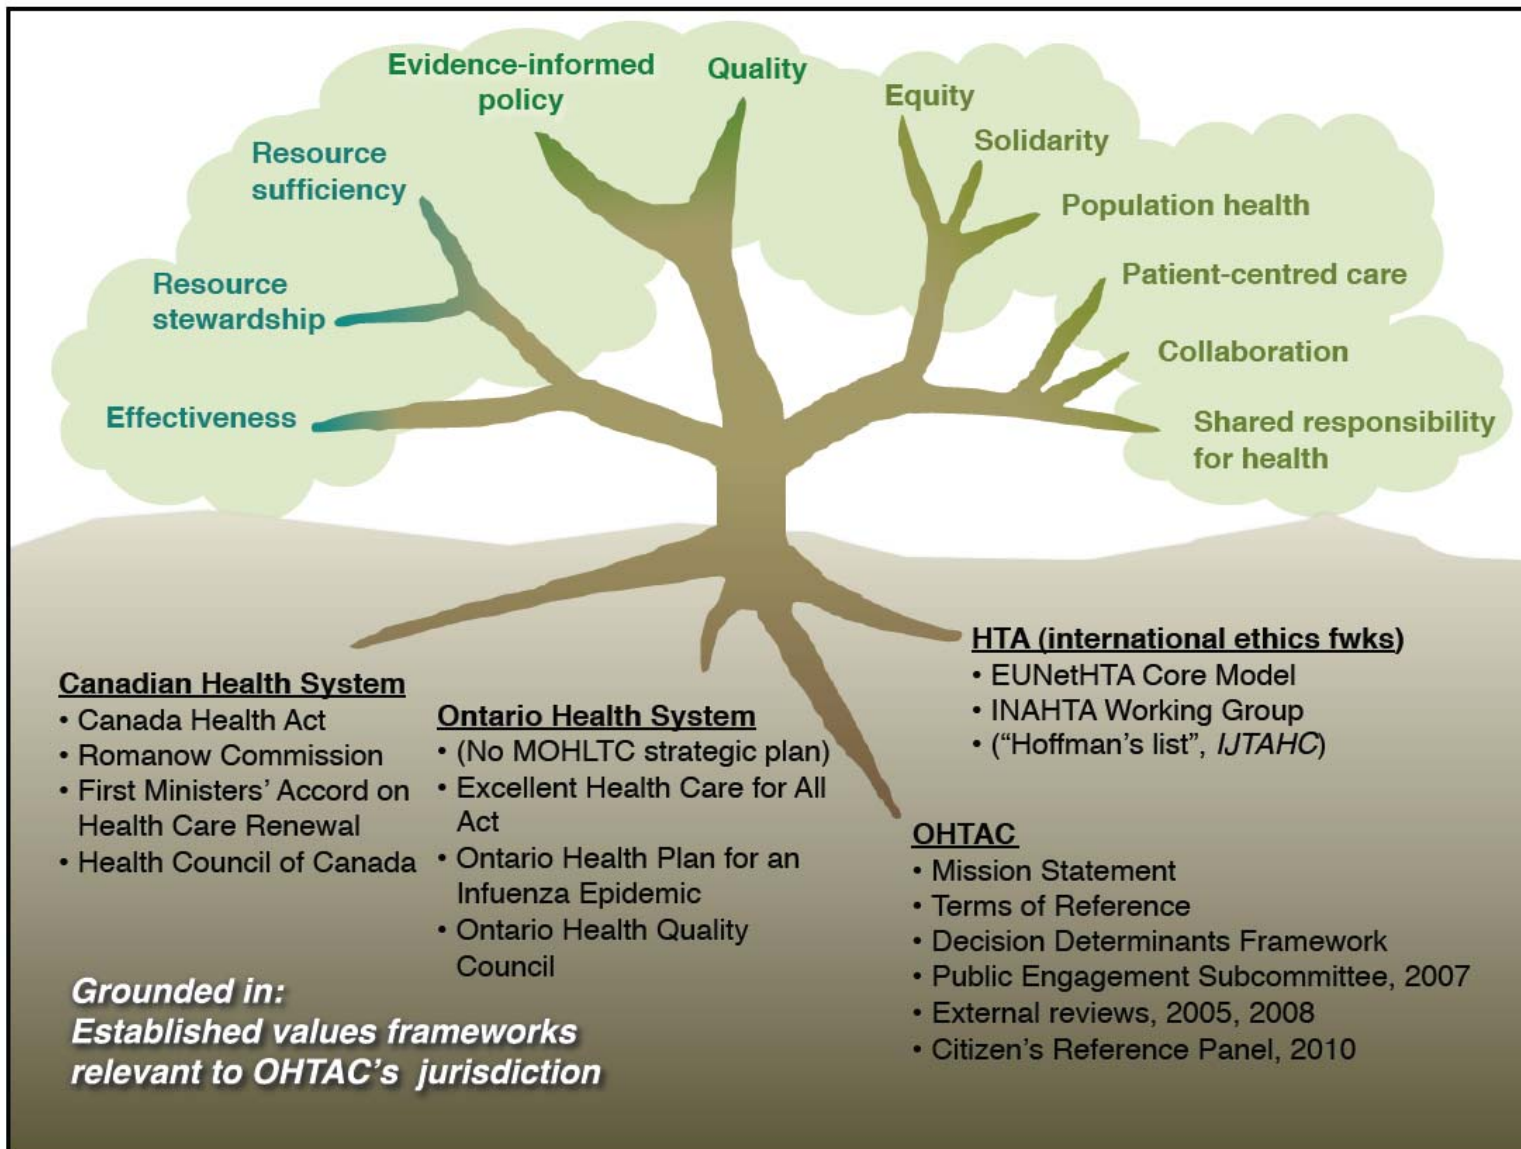 Evidence-informed
policy
Quality
Equity
Solidarity
Resource
sufficiency
Population health
Patient-centred care
Resource
stewardship
Collaboration
Effectiveness
Shared responsibility
for health
Canadian Health System
• Canada Health Act
• Romanow Commission
• First Ministers' Accord on
Health Care Renewal
• Health Council of Canada
Ontario Health System
• (No MOHLTC strategic plan)
• Excellent Health Care for All
Act
• Ontario Health Plan for an
Infuenza Epidemic
• Ontario Health Quality
Council
HTA (international ethics fwks)
• EUNetHTA Core Model
• INAHTA Working Group
• (“Hoffman’s list”, IJTAHC)
OHTAC
• Mission Statement
• Terms of Reference
• Decision Determinants Framework
• Public Engagement Subcommittee, 2007
• External reviews, 2005, 2008
• Citizen’s Reference Panel, 2010
Grounded in:
Established values frameworks
relevant to OHTAC’s jurisdiction